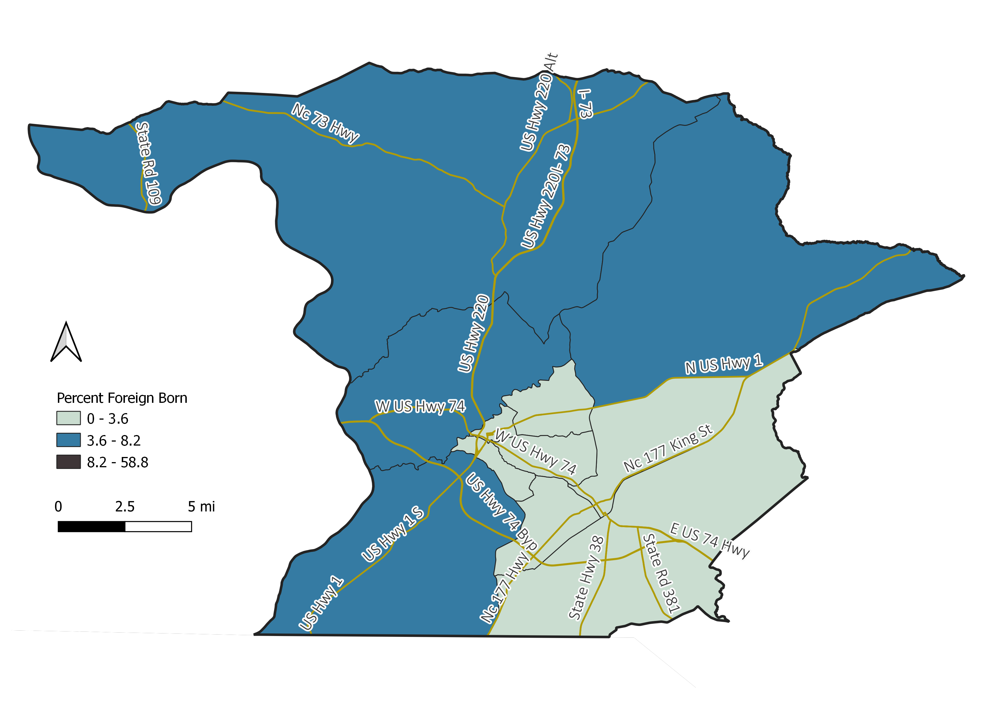 US Hwy 220 Alt
I- 73
Nc 73 Hwy
State Rd 109
US Hwy 220I- 73
US Hwy 220
N US Hwy 1
W US Hwy 74
W US Hwy 74
Nc 177 King St
US Hwy 74 Byp
US Hwy 1 S
E US 74 Hwy
State Hwy 38
State Rd 381
Nc 177 Hwy
US Hwy 1
Percent Foreign Born
0 - 3.6
3.6 - 8.2
8.2 - 58.8
0 2.5 5 mi